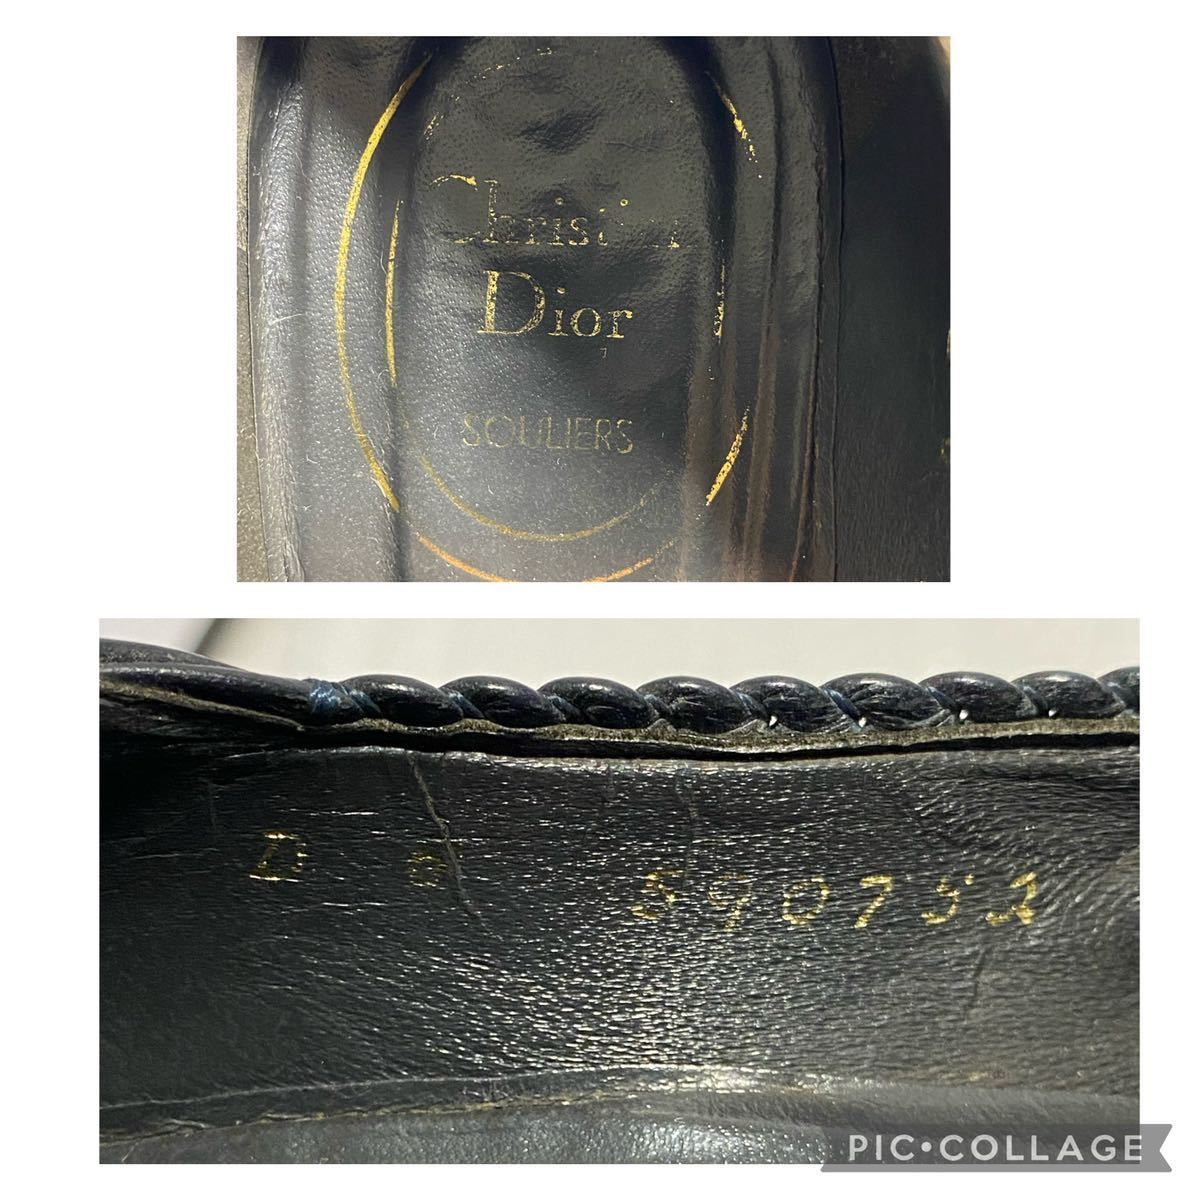 Christian
Dior
SOULIERS
D 6 590752
PIC•COLLAGE